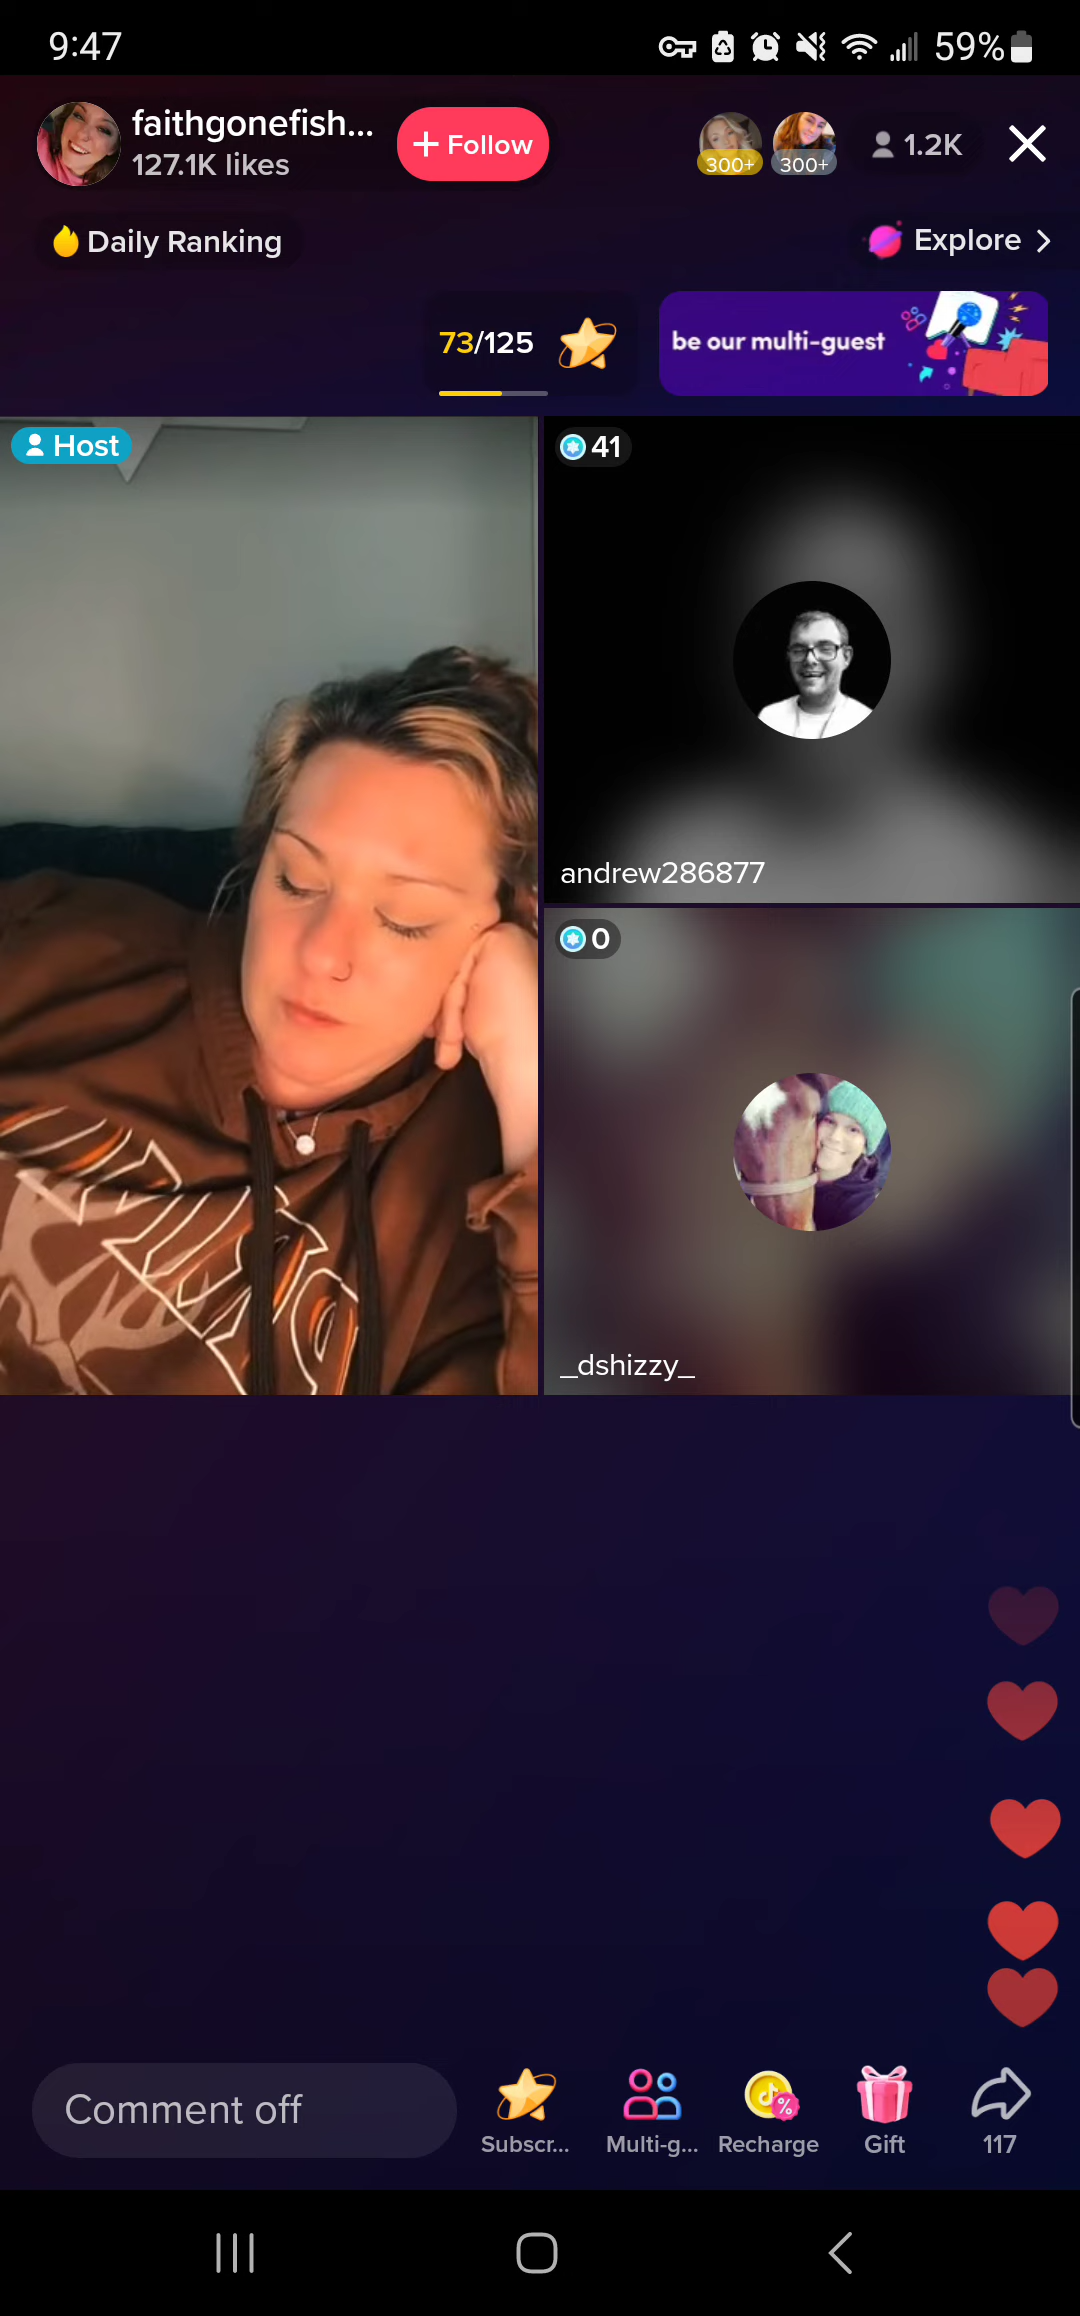 9:47
59%
faithgonefish...
127.1K likes
+ Follow
300+
300+
1.2K
Daily Ranking
Explore >
73/125
be our multi-guest
Host
41
andrew286877
0
_dshizzy_
Comment off
Subscr...
Multi-g...
Recharge
Gift
117